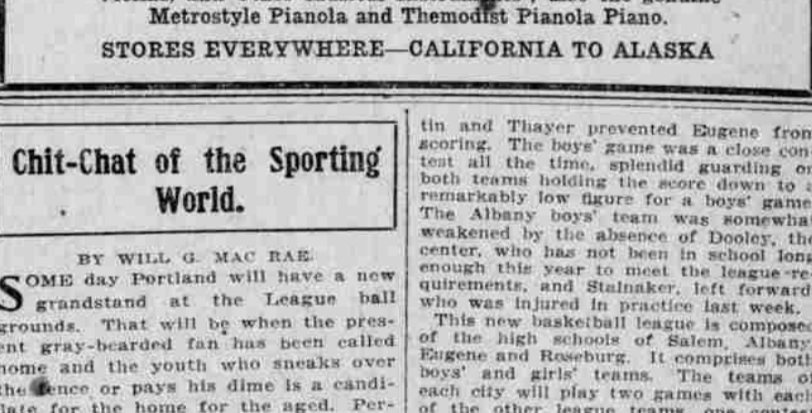 Metrostyle Pianola and Themodist Pianola Piano.
STORES EVERYWHERE—CALIFORNIA TO ALASKA
Chit-Chat of the Sporting
World.
BY WILL G. MAC RAE.
SOME day Portland will have a new
grandstand at the League ball
grounds. That will be when the pres-
ent gray-bearded fan has been called
home and the youth who sneaks over
the fence or pays his dime is a candi-
date for the home for the aged. Per-
tin and Thayer prevented Eugene from
scoring. The boys' game was a close con-
test all the time, splendid guarding on
both teams holding the score down to a
remarkably low figure for a boys' game.
The Albany boys' team was somewhat
weakened by the absence of Dooley, the
center, who has not been in school long
enough this year to meet the league re-
quirements, and Stalnaker, left forward,
who was injured in practice last week.
This new basketball league is composed
of the high schools of Salem, Albany,
Eugene and Roseburg. It comprises both
boys' and girls' teams. The teams of
each city will play two games with each
of the other league teams